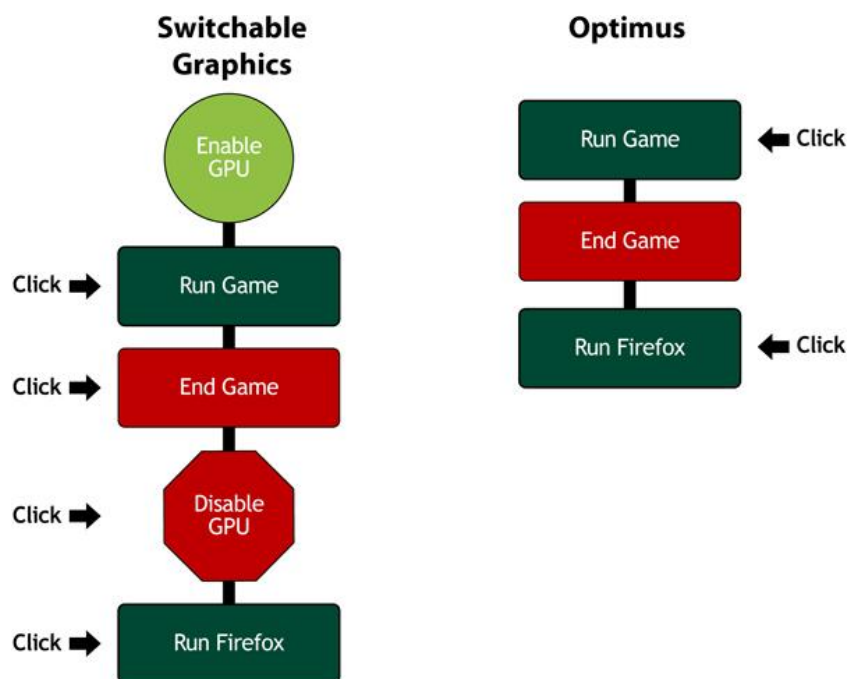 Switchable
Graphics
Enable
GPU
Click
Run Game
Click
End Game
Click
Disable
GPU
Click
Run Firefox
Optimus
Run Game
Click
End Game
Run Firefox
Click